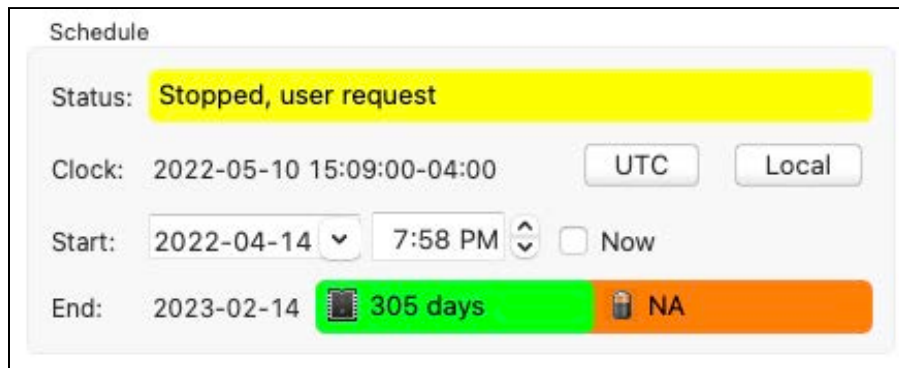 Schedule
Status: Stopped, user request
Clock: 2022-05-10 15:09:00-04:00 UTC Local
Start: 2022-04-14 7:58 PM Now
End: 2023-02-14 305 days NA